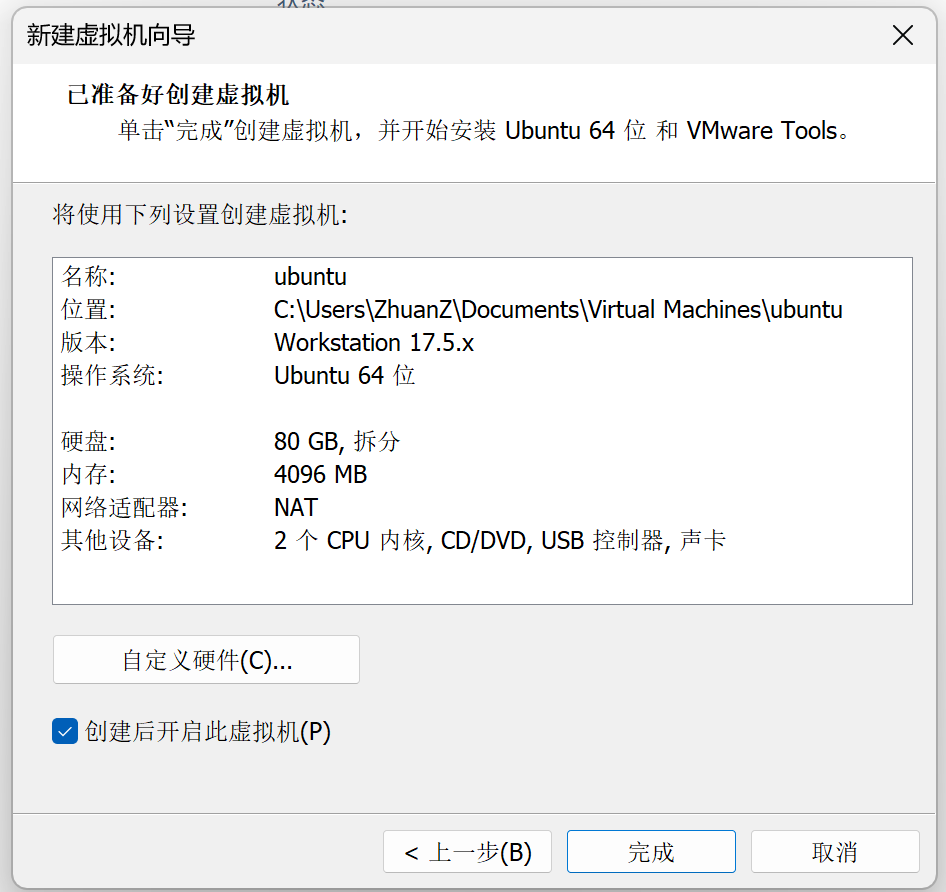 状态
新建虚拟机向导
已准备好创建虚拟机
单击“完成”创建虚拟机，并开始安装 Ubuntu 64 位 和 VMware Tools。
将使用下列设置创建虚拟机:
名称: ubuntu
位置: C:\Users\ZhuanZ\Documents\Virtual Machines\ubuntu
版本: Workstation 17.5.x
操作系统: Ubuntu 64 位
硬盘: 80 GB, 拆分
内存: 4096 MB
网络适配器: NAT
其他设备: 2 个 CPU 内核, CD/DVD, USB 控制器, 声卡
自定义硬件(C)...
创建后开启此虚拟机(P)
< 上一步(B) 完成 取消